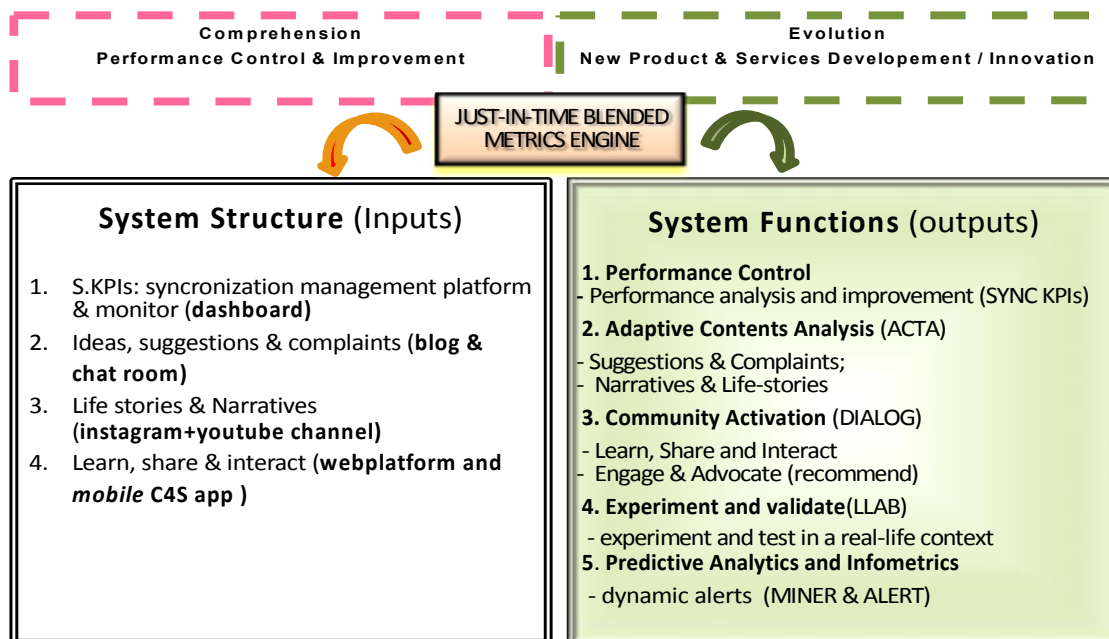 Comprehension
Performance Control & Improvement
Evolution
New Product & Services Developement / Innovation
JUST-IN-TIME BLENDED
METRICS ENGINE
System Structure (Inputs)
1. S.KPIs: syncronization management platform
& monitor (dashboard)
2. Ideas, suggestions & complaints (blog &
chat room)
3. Life stories & Narratives
(instagram+youtube channel)
4. Learn, share & interact (webplatform and
mobile C4S app )
System Functions (outputs)
1. Performance Control
- Performance analysis and improvement (SYNC KPIs)
2. Adaptive Contents Analysis (ACTA)
- Suggestions & Complaints;
- Narratives & Life-stories
3. Community Activation (DIALOG)
- Learn, Share and Interact
- Engage & Advocate (recommend)
4. Experiment and validate(LLAB)
- experiment and test in a real-life context
5. Predictive Analytics and Infometrics
- dynamic alerts (MINER & ALERT)